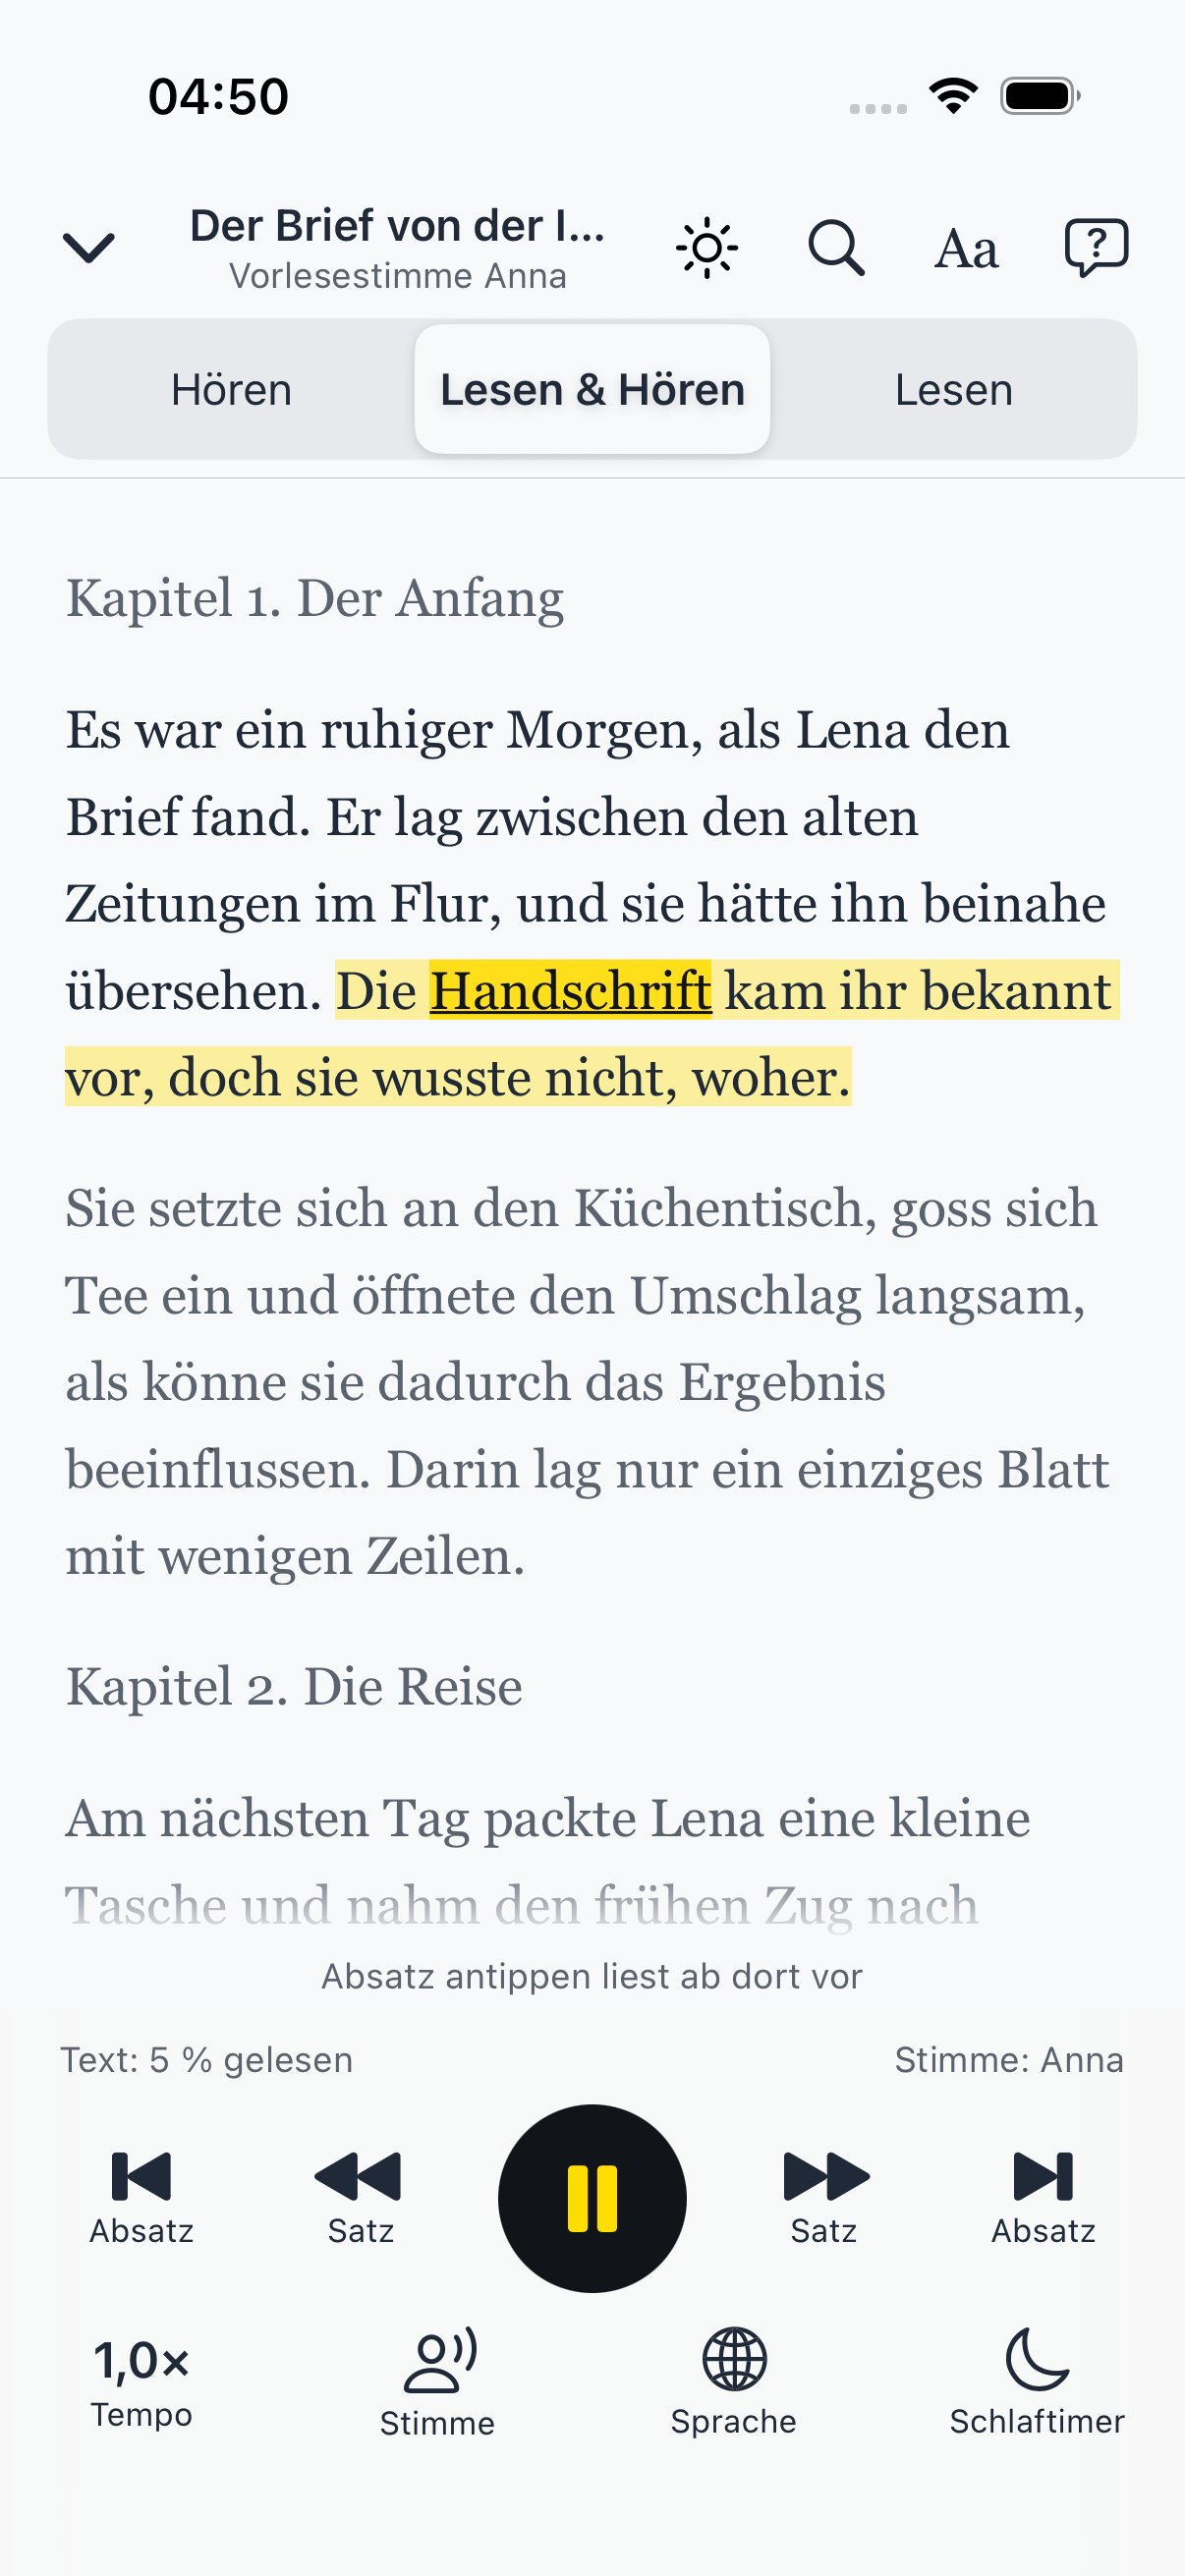 04:50
Der Brief von der I...
Vorlesestimme Anna
Aa
?
Hören
Lesen & Hören
Lesen
Kapitel 1. Der Anfang
Es war ein ruhiger Morgen, als Lena den
Brief fand. Er lag zwischen den alten
Zeitungen im Flur, und sie hätte ihn beinahe
übersehen. Die Handschrift kam ihr bekannt
vor, doch sie wusste nicht, woher.
Sie setzte sich an den Küchentisch, goss sich
Tee ein und öffnete den Umschlag langsam,
als könne sie dadurch das Ergebnis
beeinflussen. Darin lag nur ein einziges Blatt
mit wenigen Zeilen.
Kapitel 2. Die Reise
Am nächsten Tag packte Lena eine kleine
Tasche und nahm den frühen Zug nach
Absatz antippen liest ab dort vor
Text: 5 % gelesen
Stimme: Anna
Absatz
Satz
Satz
Absatz
1,0×
Tempo
Stimme
Sprache
Schlaftimer